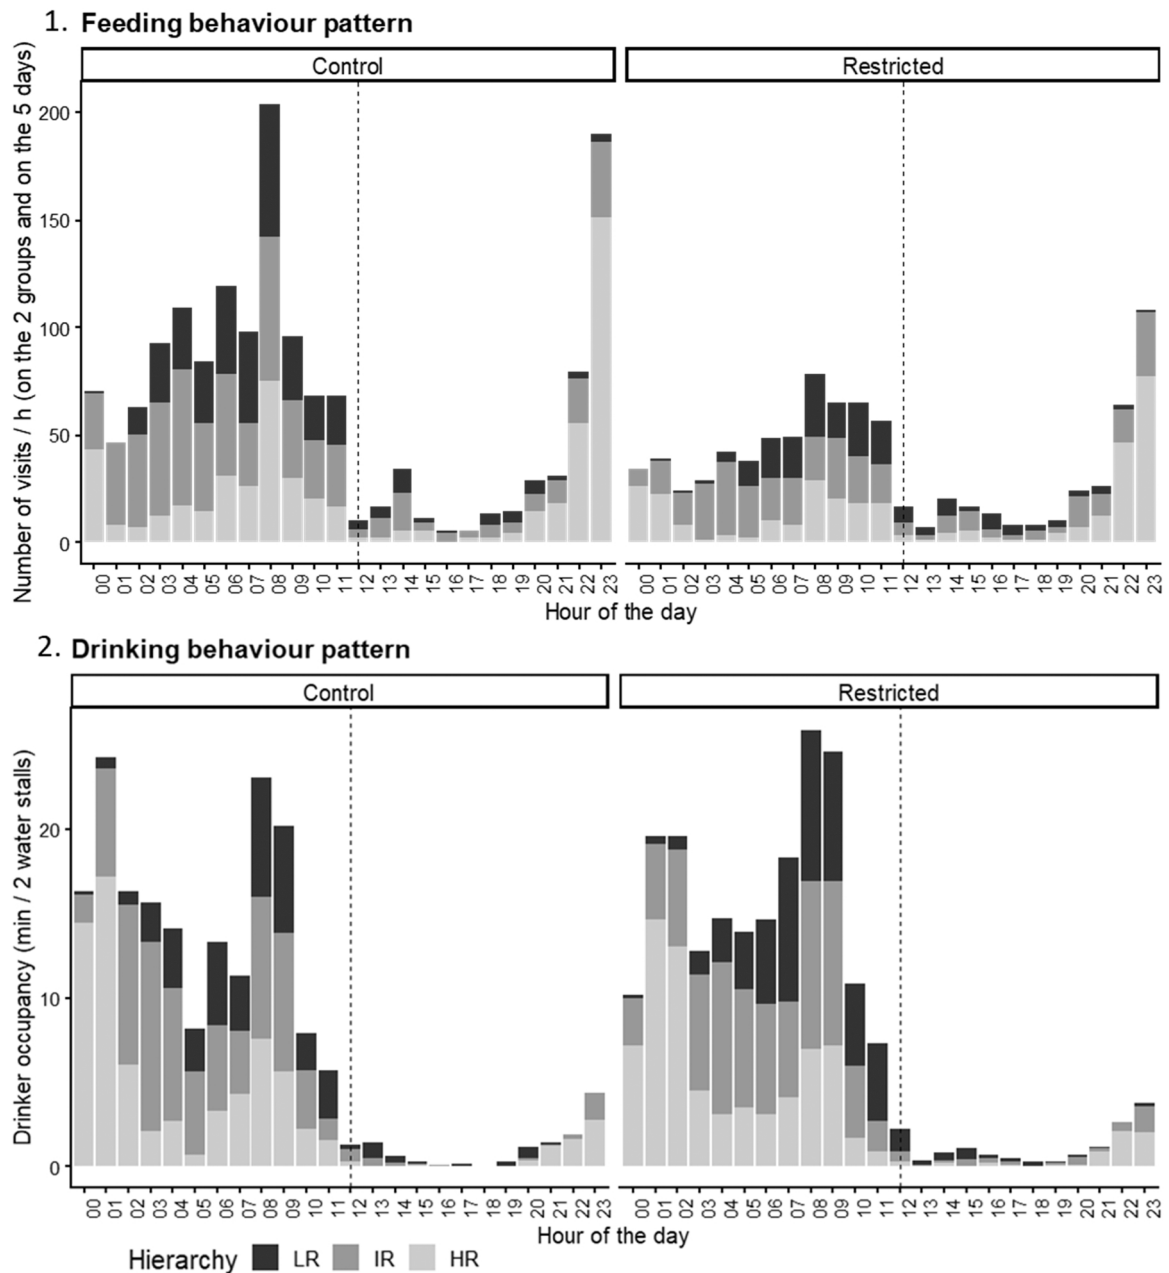 1. Feeding behaviour pattern
Control
Restricted
Number of visits / h (on the 2 groups and on the 5 days)
200
150
100
50
0
00 01 02 03 04 05 06 07 08 09 10 11 12 13 14 15 16 17 18 19 20 21 22 23
00 01 02 03 04 05 06 07 08 09 10 11 12 13 14 15 16 17 18 19 20 21 22 23
Hour of the day
2. Drinking behaviour pattern
Control
Restricted
Drinker occupancy (min / 2 water stalls)
20
10
0
00 01 02 03 04 05 06 07 08 09 10 11 12 13 14 15 16 17 18 19 20 21 22 23
00 01 02 03 04 05 06 07 08 09 10 11 12 13 14 15 16 17 18 19 20 21 22 23
Hour of the day
Hierarchy LR IR HR